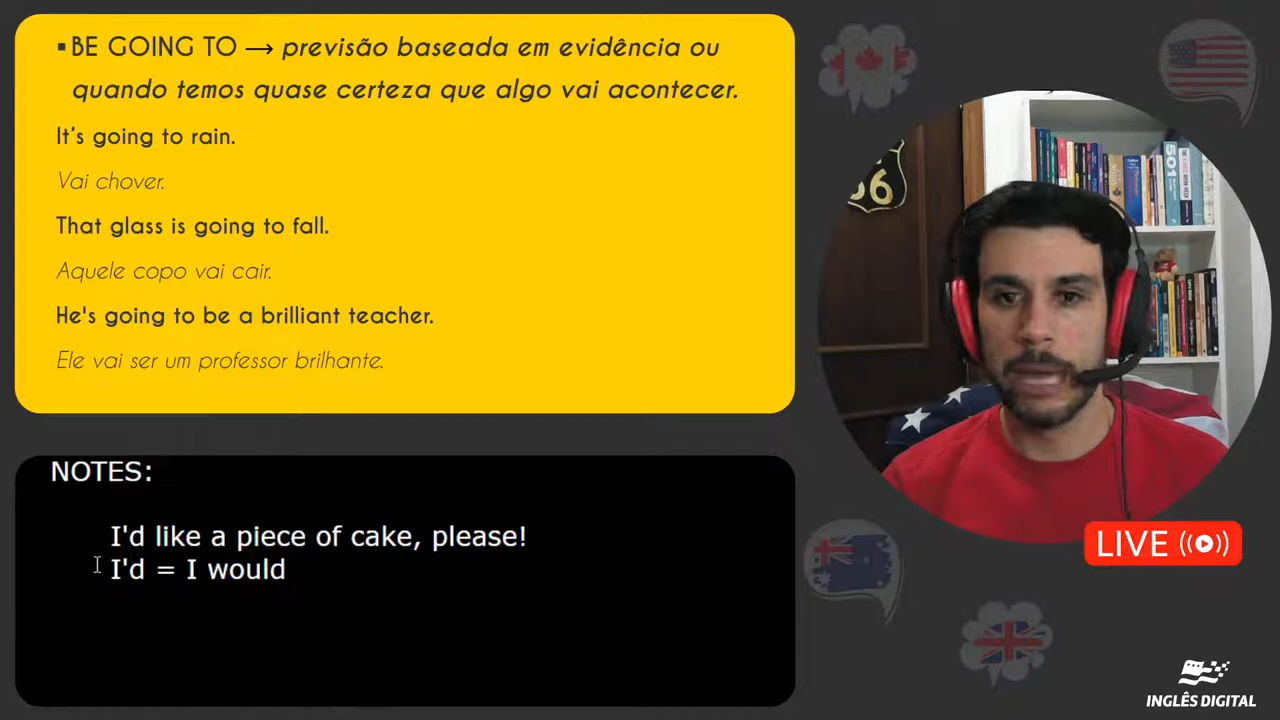 ▪BE GOING TO → previsão baseada em evidência ou
quando temos quase certeza que algo vai acontecer.
It's going to rain.
Vai chover.
That glass is going to fall.
Aquele copo vai cair.
He's going to be a brilliant teacher.
Ele vai ser um professor brilhante.
NOTES:
I'd like a piece of cake, please!
I'd = I would
66
501
LIVE
INGLÊS DIGITAL